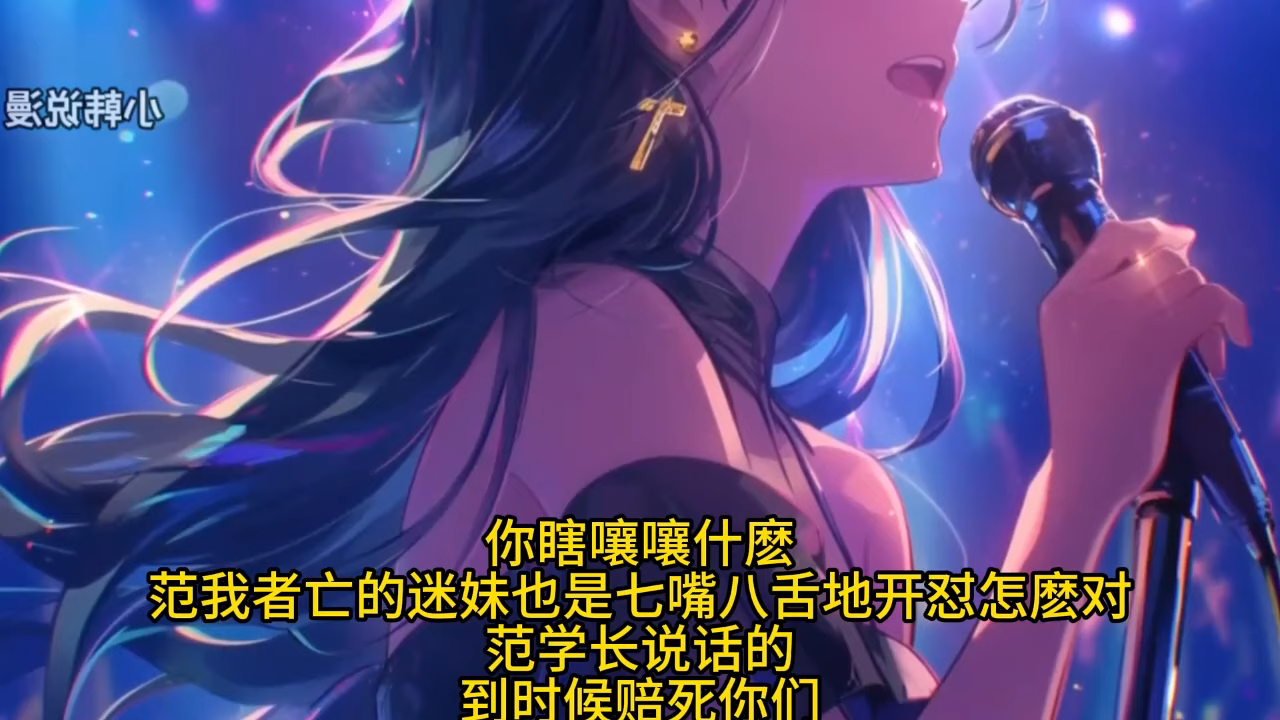 小韩说漫
你瞎嚷嚷什麽
范我者亡的迷妹也是七嘴八舌地开怼怎麽对
范学长说话的
到时候赔死你们